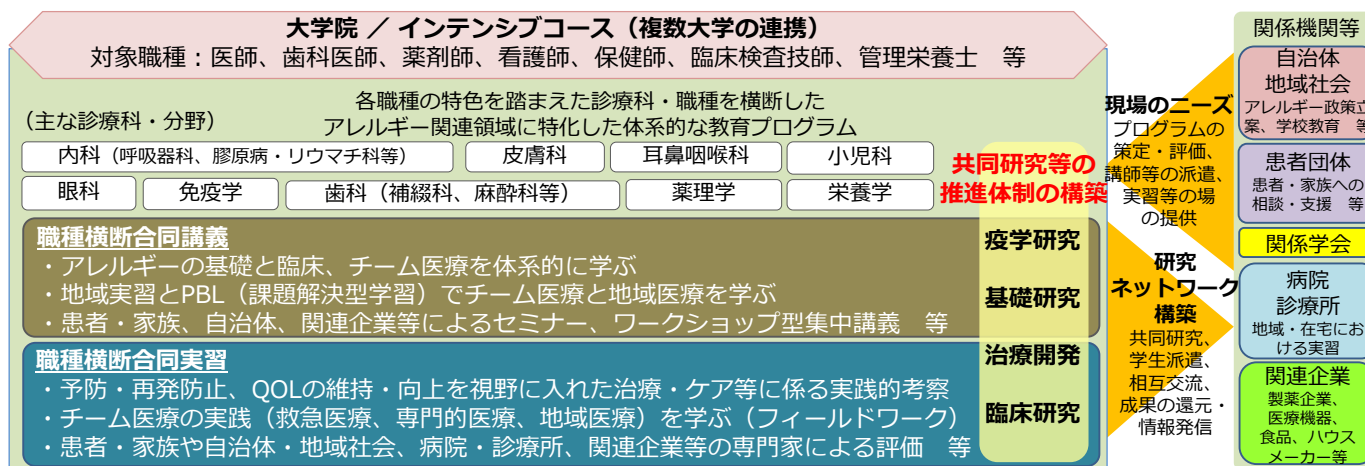 大学院 ／ インテンシブコース（複数大学の連携）
対象職種：医師、歯科医師、薬剤師、看護師、保健師、臨床検査技師、管理栄養士　等
（主な診療科・分野）
各職種の特色を踏まえた診療科・職種を横断した
アレルギー関連領域に特化した体系的な教育プログラム
内科（呼吸器科、膠原病・リウマチ科等）
皮膚科
耳鼻咽喉科
小児科
眼科
免疫学
歯科（補綴科、麻酔科等）
薬理学
栄養学
共同研究等の
推進体制の構築
疫学研究
基礎研究
治療開発
臨床研究
職種横断合同講義
・アレルギーの基礎と臨床、チーム医療を体系的に学ぶ
・地域実習とPBL（課題解決型学習）でチーム医療と地域医療を学ぶ
・患者・家族、自治体、関連企業等によるセミナー、ワークショップ型集中講義　等
職種横断合同実習
・予防・再発防止、QOLの維持・向上を視野に入れた治療・ケア等に係る実践的考察
・チーム医療の実践（救急医療、専門的医療、地域医療）を学ぶ（フィールドワーク）
・患者・家族や自治体・地域社会、病院・診療所、関連企業等の専門家による評価　等
現場のニーズ
プログラムの
策定・評価、
講師等の派遣、
実習等の場
の提供
研究
ネットワーク
構築
共同研究、
学生派遣、
相互交流、
成果の還元・
情報発信
関係機関等
自治体
地域社会
アレルギー政策立
案、学校教育　等
患者団体
患者・家族への
相談・支援　等
関係学会
病院
診療所
地域・在宅にお
ける実習
関連企業
製薬企業、
医療機器、
食品、ハウス
メーカー等